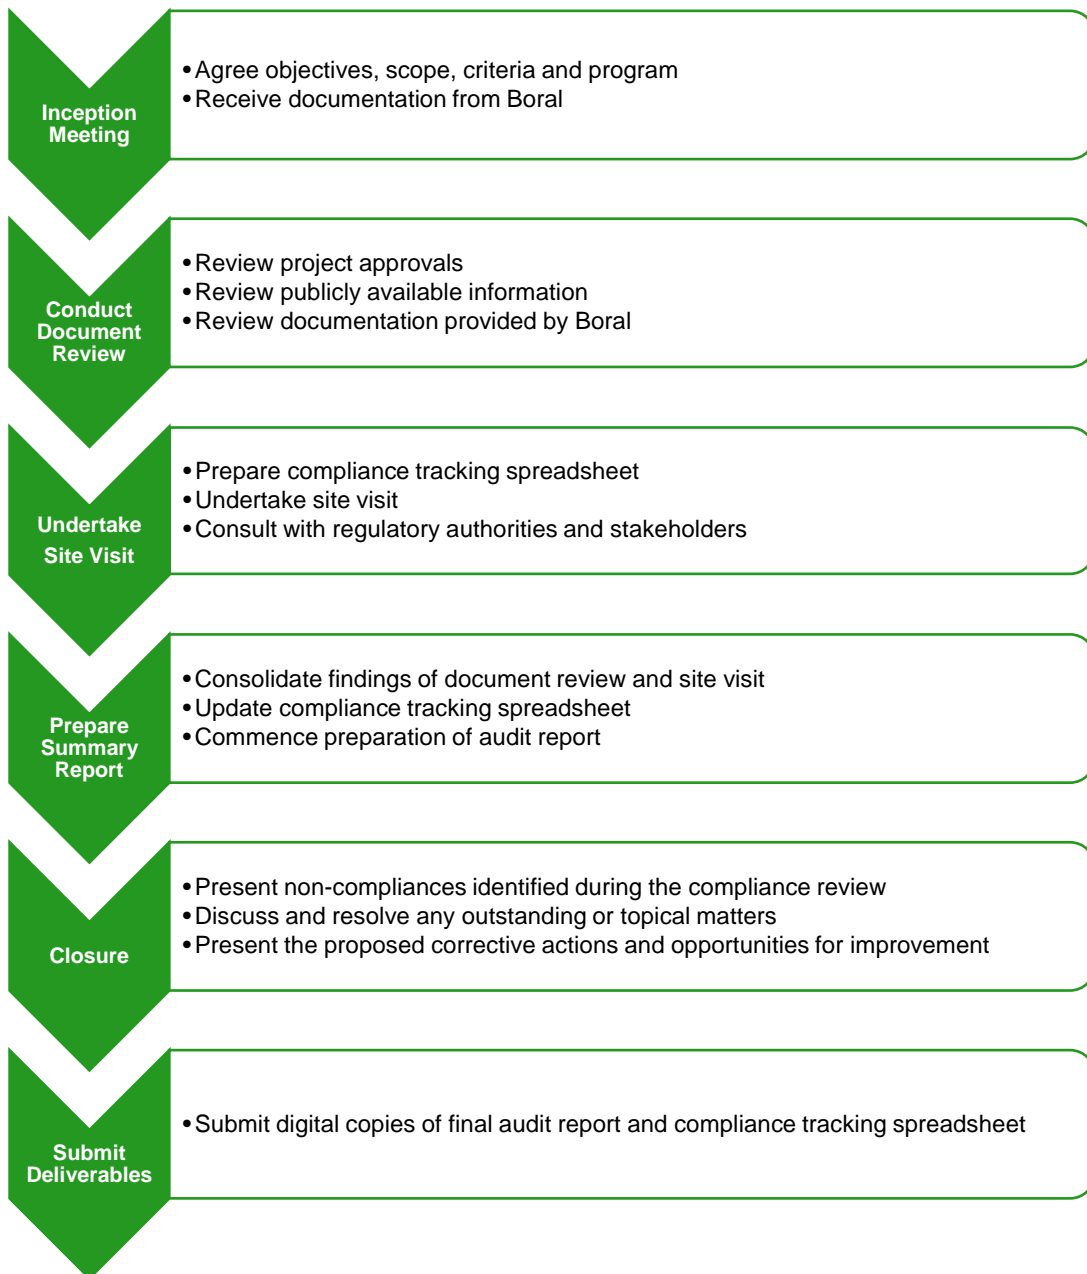 Inception
Meeting
•Agree objectives, scope, criteria and program
•Receive documentation from Boral
Conduct
Document
Review
•Review project approvals
•Review publicly available information
•Review documentation provided by Boral
Undertake
Site Visit
•Prepare compliance tracking spreadsheet
•Undertake site visit
•Consult with regulatory authorities and stakeholders
Prepare
Summary
Report
•Consolidate findings of document review and site visit
•Update compliance tracking spreadsheet
•Commence preparation of audit report
Closure
•Present non-compliances identified during the compliance review
•Discuss and resolve any outstanding or topical matters
•Present the proposed corrective actions and opportunities for improvement
Submit
Deliverables
•Submit digital copies of final audit report and compliance tracking spreadsheet